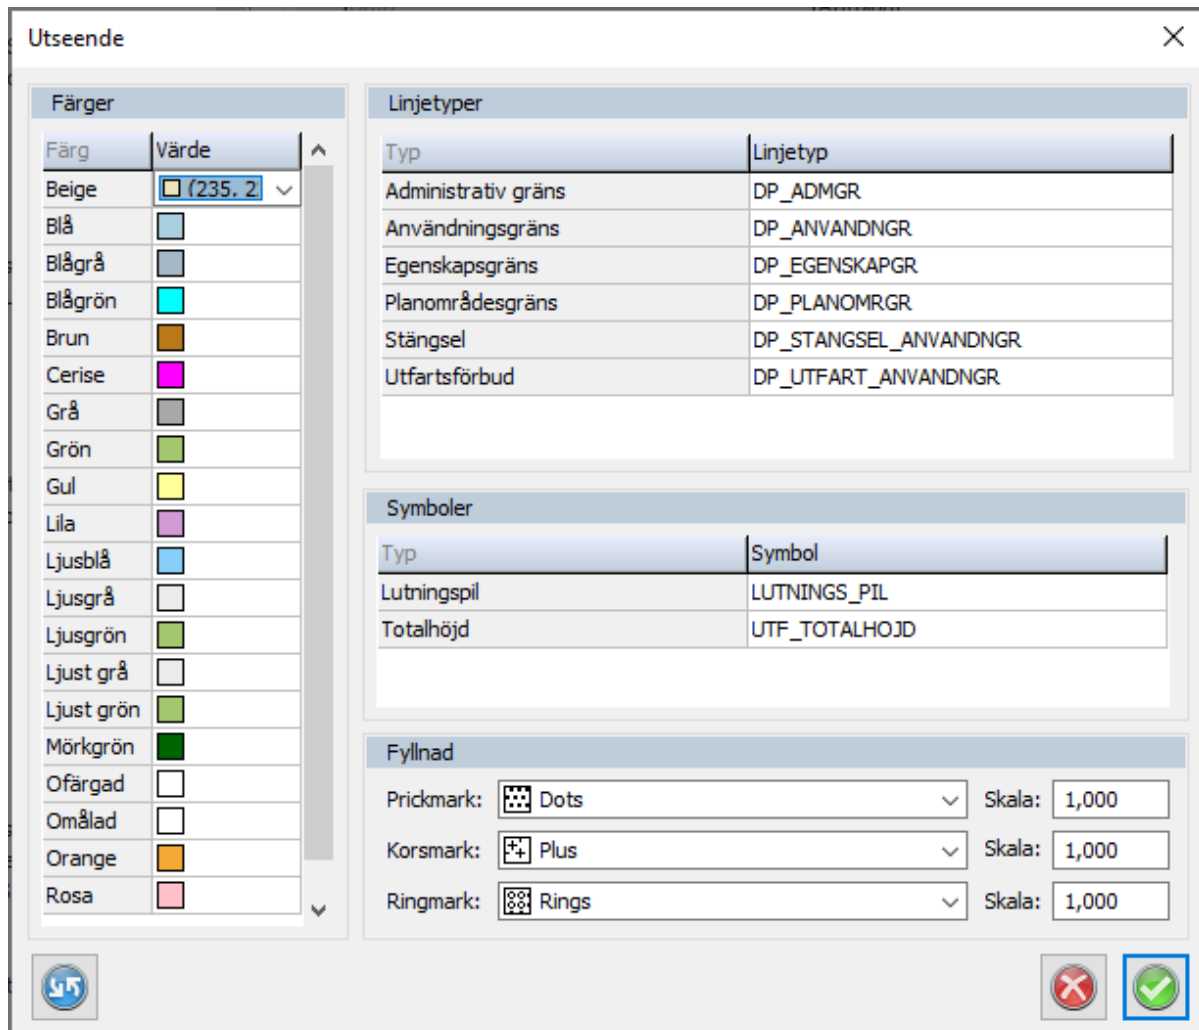 Utseende
Färger
Färg Värde
Beige (235, 2
Blå
Blågrå
Blågrön
Brun
Cerise
Grå
Grön
Gul
Lila
Ljusblå
Ljusgrå
Ljusgrön
Ljust grå
Ljust grön
Mörkgrön
Ofärgad
Omålad
Orange
Rosa
Linjetyper
Typ Linjetyp
Administrativ gräns DP_ADMGR
Användningsgräns DP_ANVANDNGR
Egenskapsgräns DP_EGENSKAPGR
Planområdesgräns DP_PLANOMRGR
Stängsel DP_STANGSEL_ANVANDNGR
Utfartsförbud DP_UTFART_ANVANDNGR
Symboler
Typ Symbol
Lutningspil LUTNINGS_PIL
Totalhöjd UTF_TOTALHOJD
Fyllnad
Prickmark: Dots Skala: 1,000
Korsmark: Plus Skala: 1,000
Ringmark: Rings Skala: 1,000